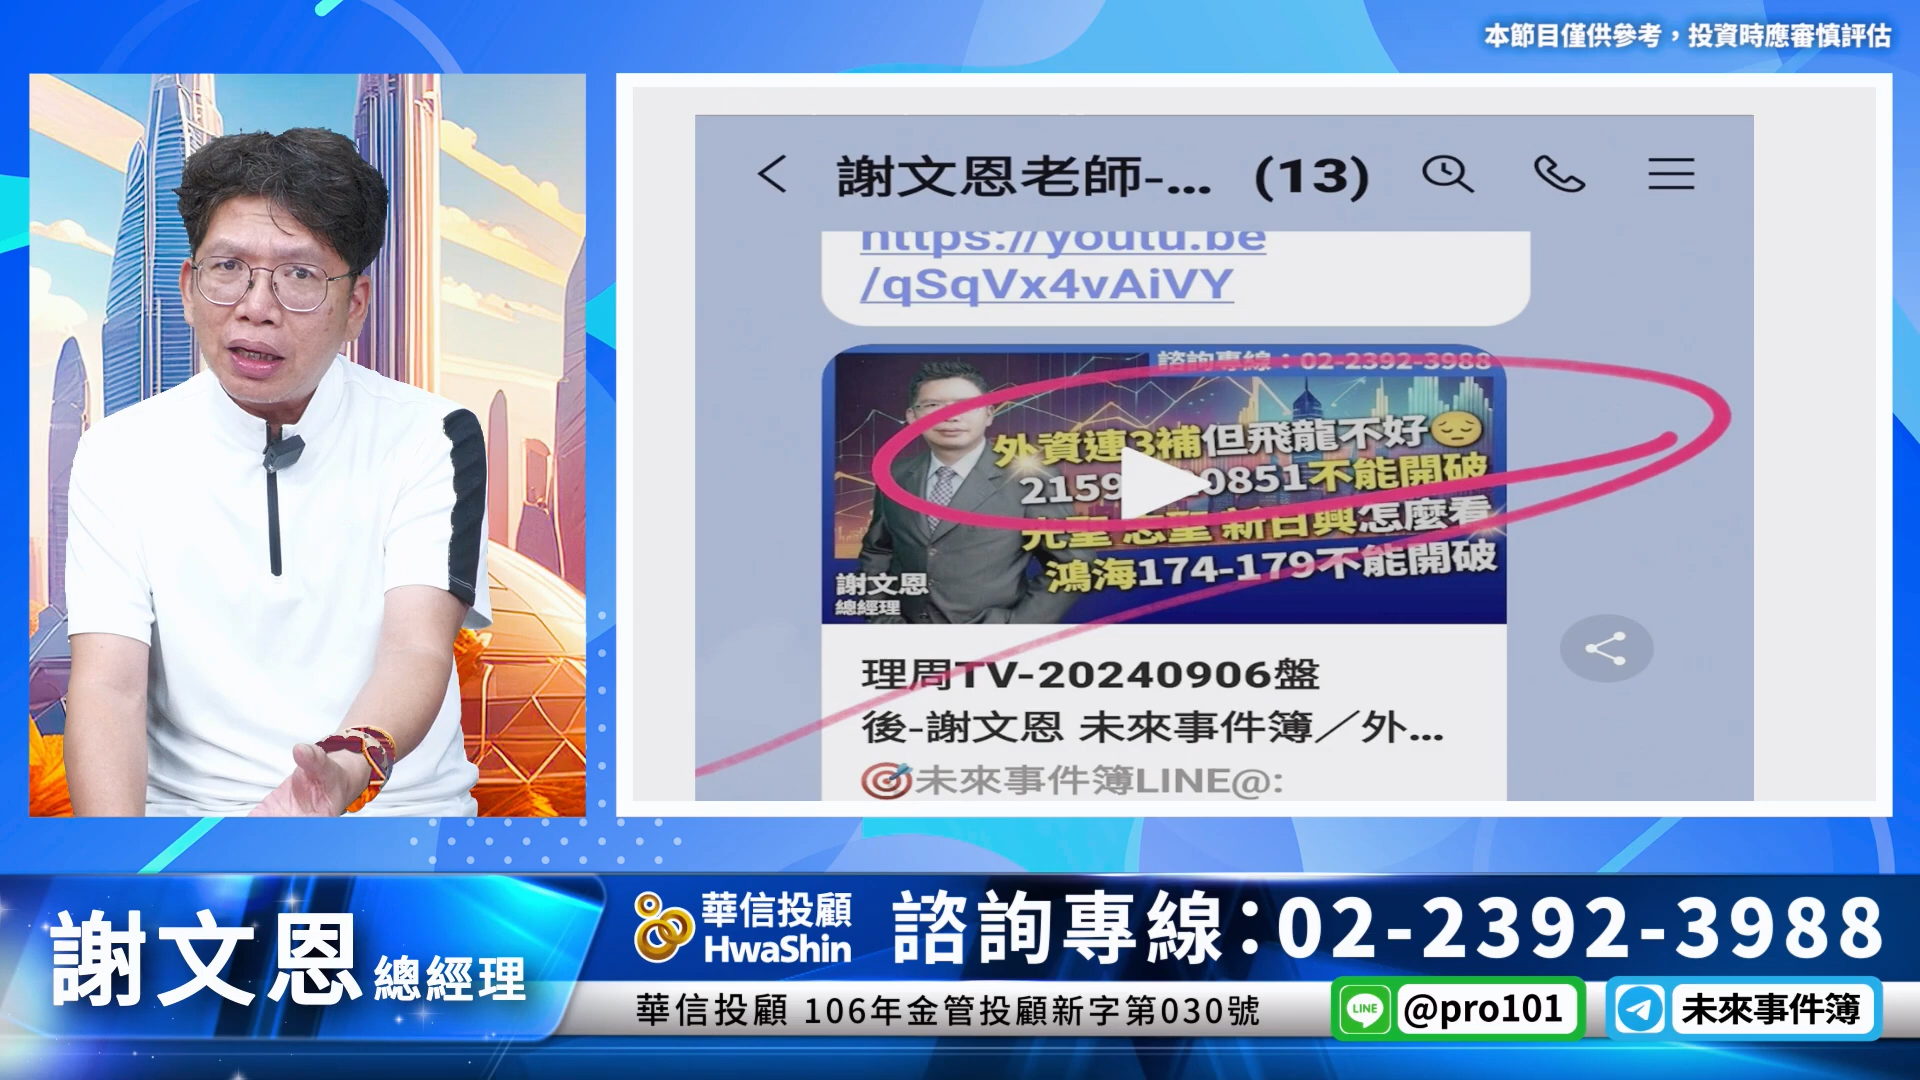 本節目僅供參考，投資時應審慎評估
謝文恩老師-... (13)
https://youtu.be
/qSqVx4vAiVY
諮詢專線：02-2392-3988
外資連3補但飛龍不好
2159 0851不能開破
光聖 志聖 新日興怎麼看
鴻海174-179不能開破
謝文恩
總經理
理周TV-20240906盤
後-謝文恩 未來事件簿／外...
未來事件簿LINE@:
謝文恩 總經理
華信投顧
HwaShin
諮詢專線：02-2392-3988
華信投顧 106年金管投顧新字第030號
LINE
@pro101
未來事件簿